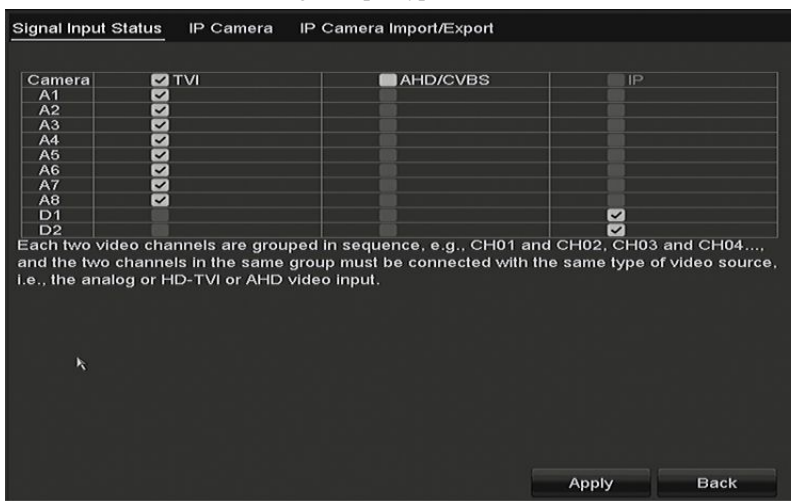 Signal Input Status IP Camera IP Camera Import/Export
Camera TVI AHD/CVBS IP
A1
A2
A3
A4
A5
A6
A7
A8
D1
D2
Each two video channels are grouped in sequence, e.g., CH01 and CH02, CH03 and CH04...,
and the two channels in the same group must be connected with the same type of video source,
i.e., the analog or HD-TVI or AHD video input.
Apply Back